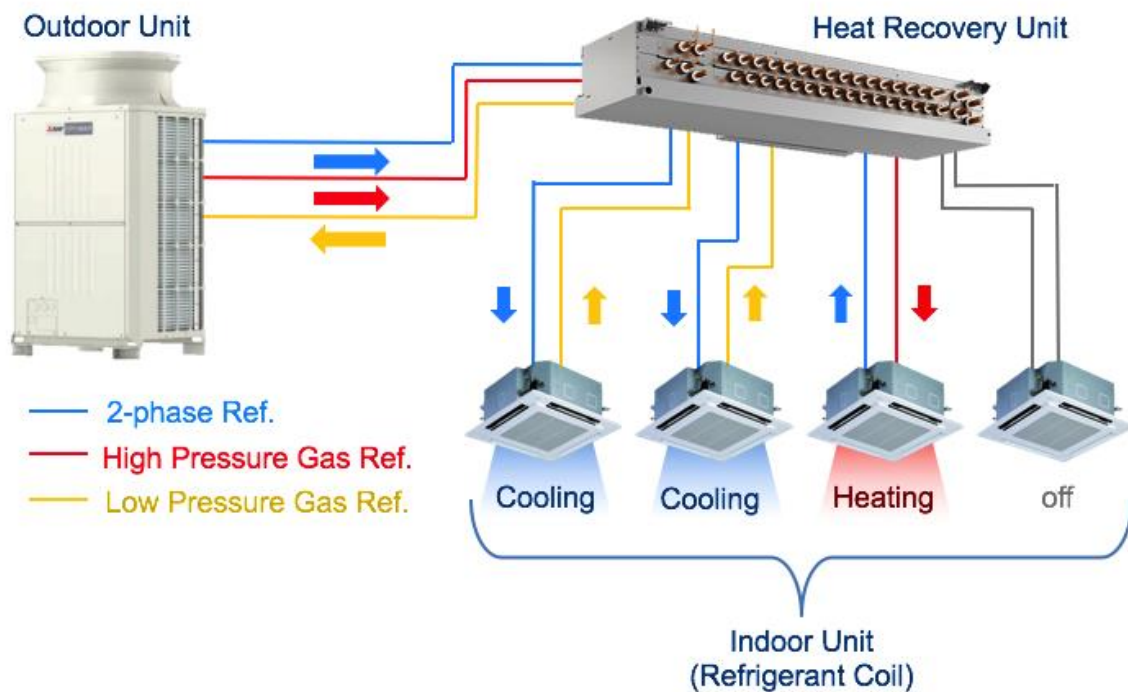 Outdoor Unit
Heat Recovery Unit
2-phase Ref.
High Pressure Gas Ref.
Low Pressure Gas Ref.
Cooling
Cooling
Heating
off
Indoor Unit
(Refrigerant Coil)